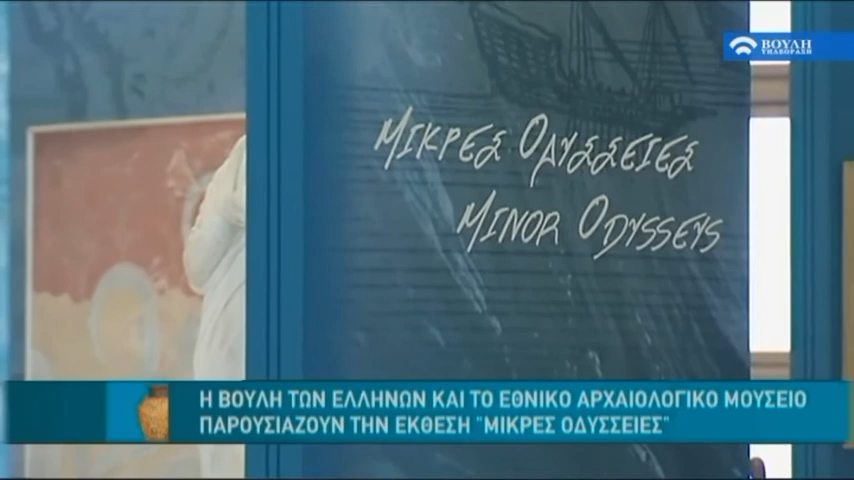 ΒΟΥΛΗ
ΤΗΛΕΟΡΑΣΗ
ΜΙΚΡΕΣ ΟΔΥΣΣΕΙΕΣ
MINOR ODYSSEYS
Η ΒΟΥΛΗ ΤΩΝ ΕΛΛΗΝΩΝ ΚΑΙ ΤΟ ΕΘΝΙΚΟ ΑΡΧΑΙΟΛΟΓΙΚΟ ΜΟΥΣΕΙΟ
ΠΑΡΟΥΣΙΑΖΟΥΝ ΤΗΝ ΕΚΘΕΣΗ "ΜΙΚΡΕΣ ΟΔΥΣΣΕΙΕΣ"